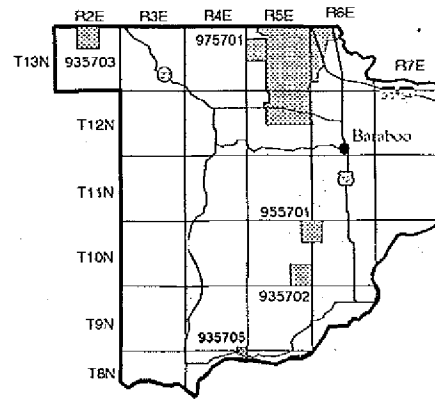 R2E R3E R4E R5E R6E
R7E
T13N
935703
975701
T12N
Baraboo
T11N
955701
T10N
935702
T9N
935705
T8N